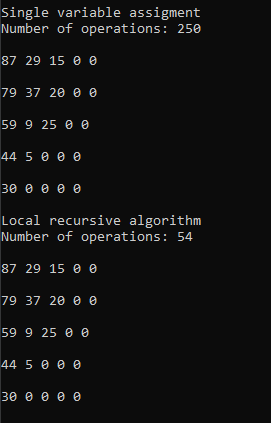 Single variable assigment
Number of operations: 250
87 29 15 0 0
79 37 20 0 0
59 9 25 0 0
44 5 0 0 0
30 0 0 0 0
Local recursive algorithm
Number of operations: 54
87 29 15 0 0
79 37 20 0 0
59 9 25 0 0
44 5 0 0 0
30 0 0 0 0